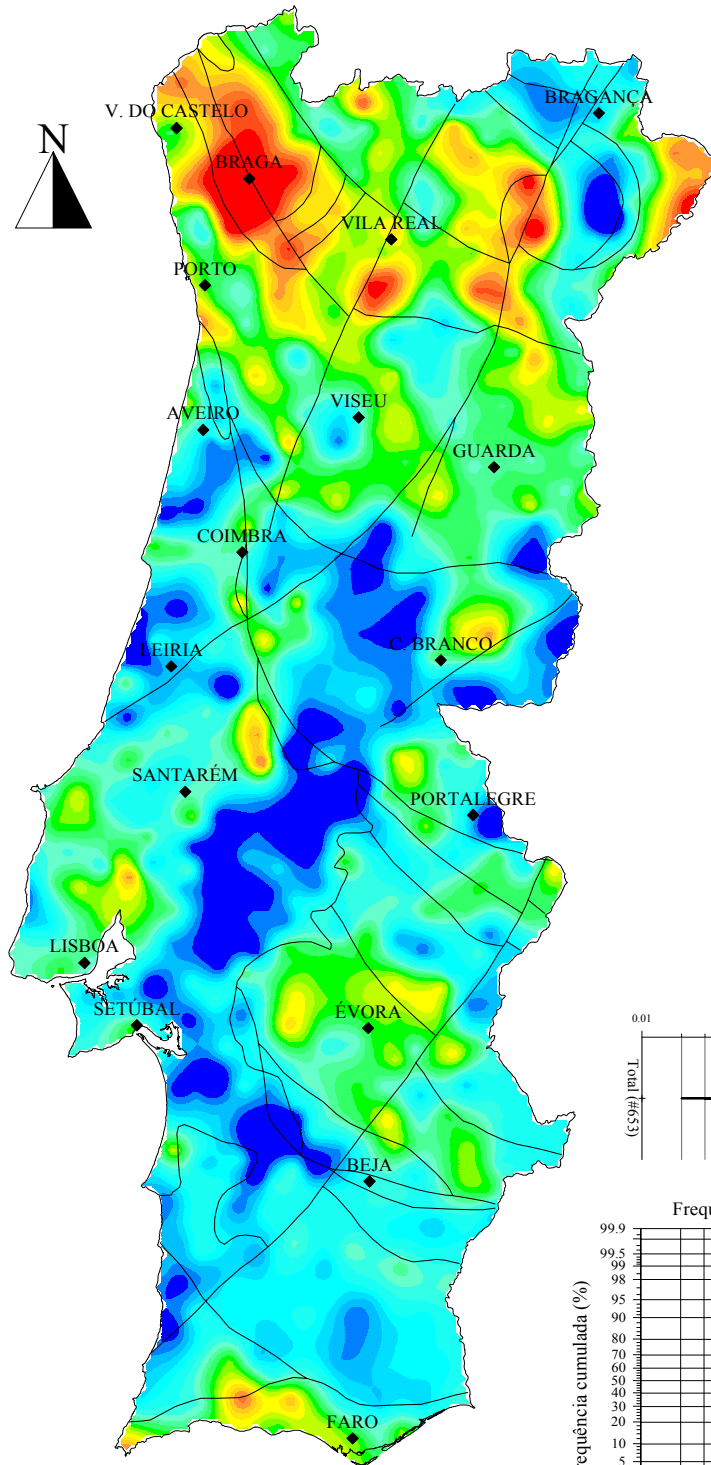 V. DO CASTELO
BRAGANÇA
N
BRAGA
VILA REAL
PORTO
VISEU
AVEIRO
GUARDA
COIMBRA
LEIRIA
C. BRANCO
SANTARÉM
PORTALEGRE
LISBOA
SETÚBAL
ÉVORA
0.01
Total (#653)
BEJA
Frequ
99.9
99.5
99
98
95
90
80
70
60
50
40
30
20
10
5
requência cumulada (%)
FARO